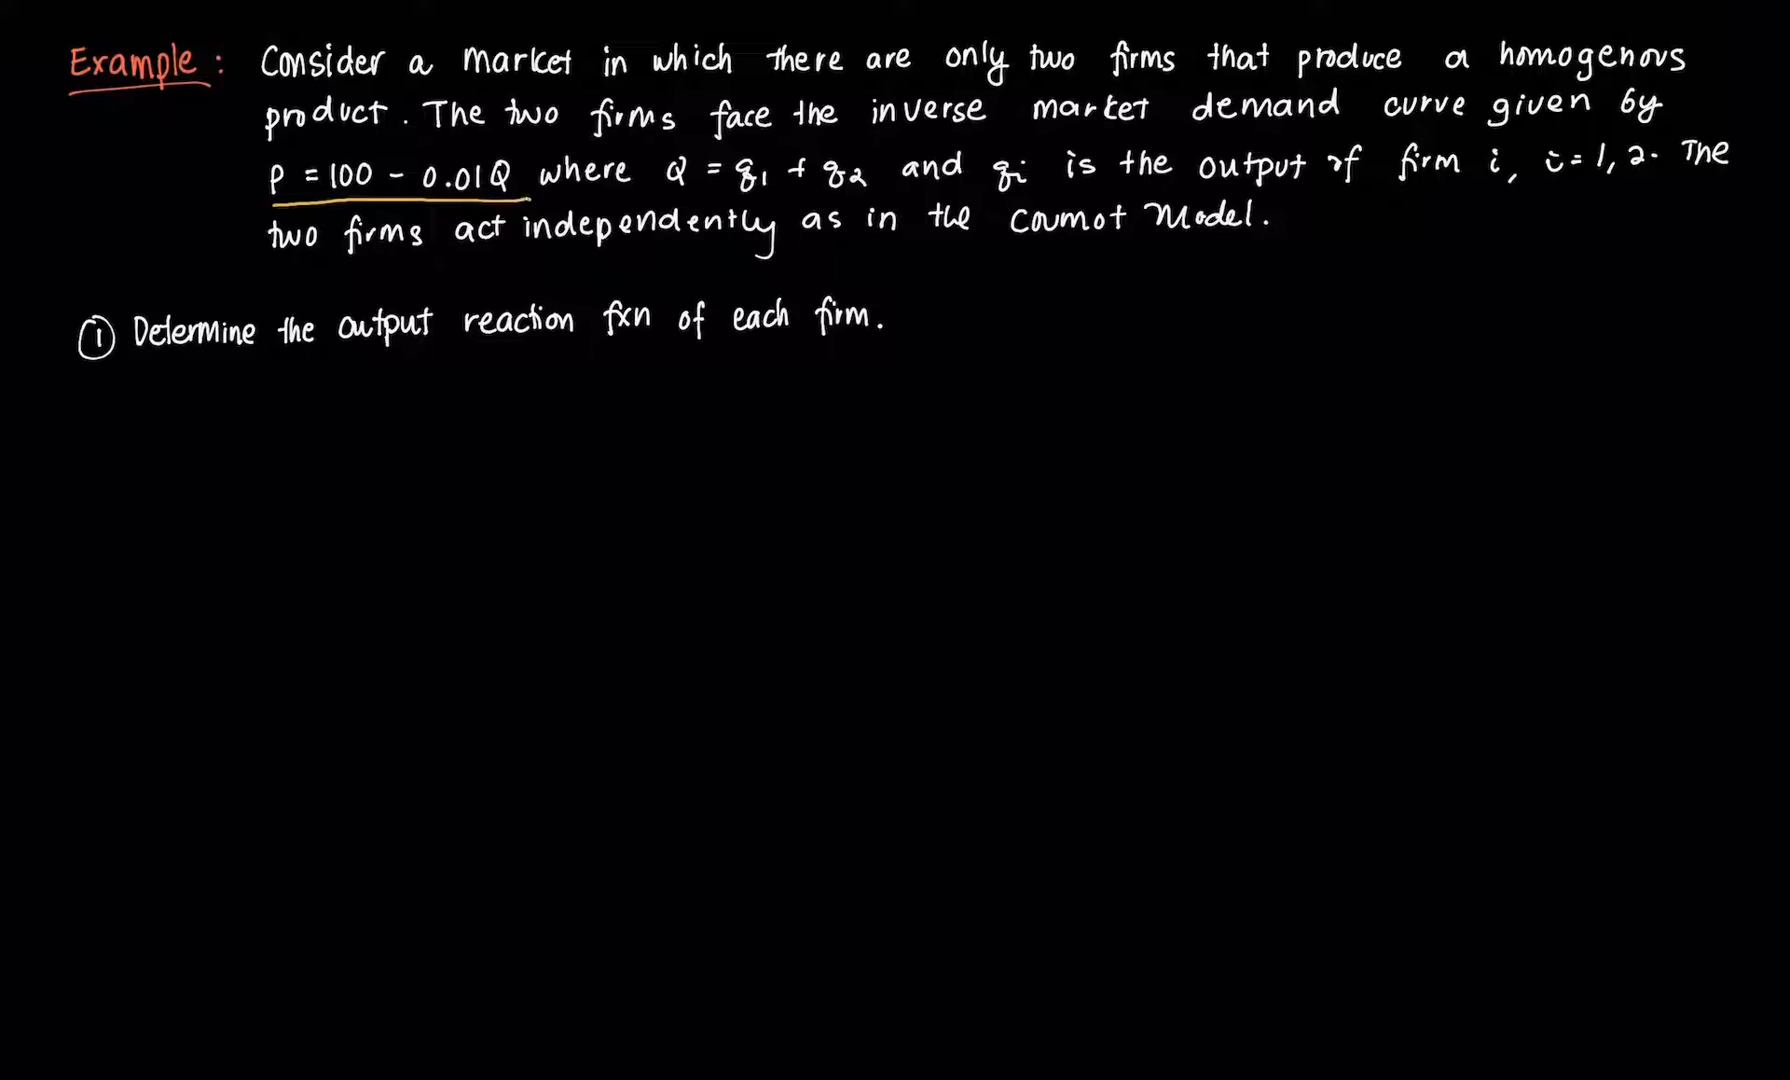 Example: Consider a market in which there are only two firms that produce a homogenous
product. The two firms face the inverse market demand curve given by
P = 100 - 0.01Q where Q = q1 + q2 and qi is the output of firm i, i = 1, 2. The
two firms act independently as in the Cournot Model.
① Determine the output reaction fxn of each firm.